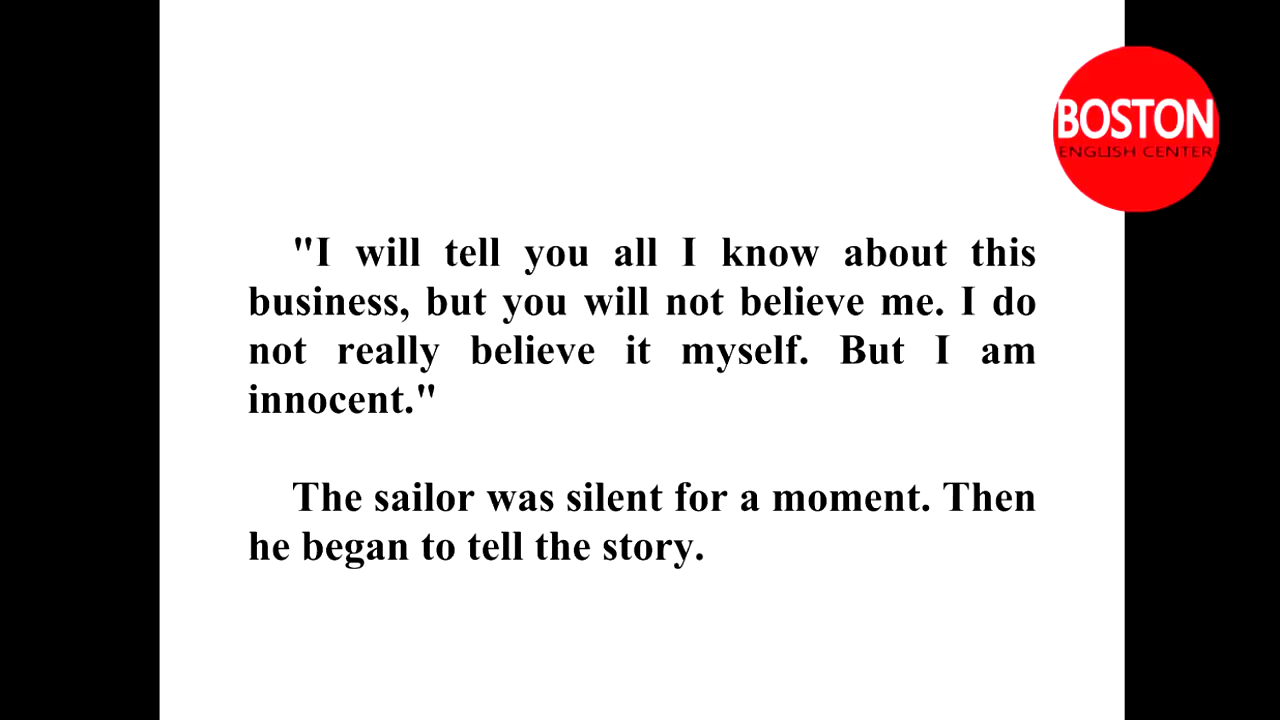 BOSTON
ENGLISH CENTER
"I will tell you all I know about this
business, but you will not believe me. I do
not really believe it myself. But I am
innocent."
The sailor was silent for a moment. Then
he began to tell the story.